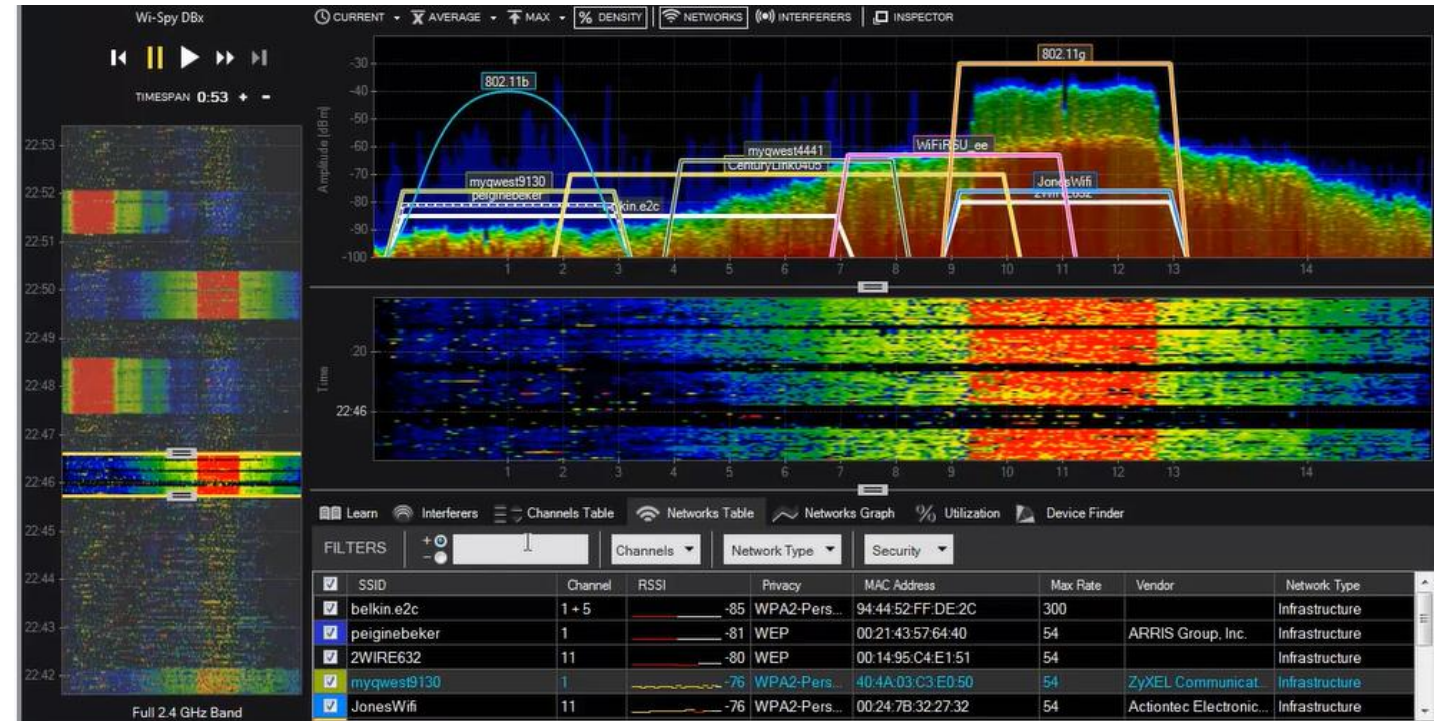 Wi-Spy DBx
TIMESPAN 0:53 + -
22:53
22:52
22:51
22:50
22:49
22:48
22:47
22:46
22:45
22:44
22:43
22:42
Full 2.4 GHz Band
CURRENT AVERAGE MAX % DENSITY NETWORKS INTERFERERS INSPECTOR
Amplitude [dBm]
-30
-40
-50
-60
-70
-80
-90
-100
802.11b
802.11g
myqwest4441
WiFiRSU_ee
CenturyLink0405
myqwest9130
peiginebeker
JonesWifi
2WIRE632
1 2 3 4 5 6 7 8 9 10 11 12 13 14
Time
20
22:46
1 2 3 4 5 6 7 8 9 10 11 12 13 14
Learn Interferers Channels Table Networks Table Networks Graph % Utilization Device Finder
FILTERS + - Channels Network Type Security
SSID Channel RSSI Privacy MAC Address Max Rate Vendor Network Type
belkin.e2c 1 + 5 -85 WPA2-Pers... 94:44:52:FF:DE:2C 300 Infrastructure
peiginebeker 1 -81 WEP 00:21:43:57:64:40 54 ARRIS Group, Inc. Infrastructure
2WIRE632 11 -80 WEP 00:14:95:C4:E1:51 54 Infrastructure
myqwest9130 1 -76 WPA2-Pers... 40:4A:03:C3:E0:50 54 ZyXEL Communicat... Infrastructure
JonesWifi 11 -76 WPA2-Pers... 00:24:7B:32:27:32 54 Actiontec Electronic... Infrastructure